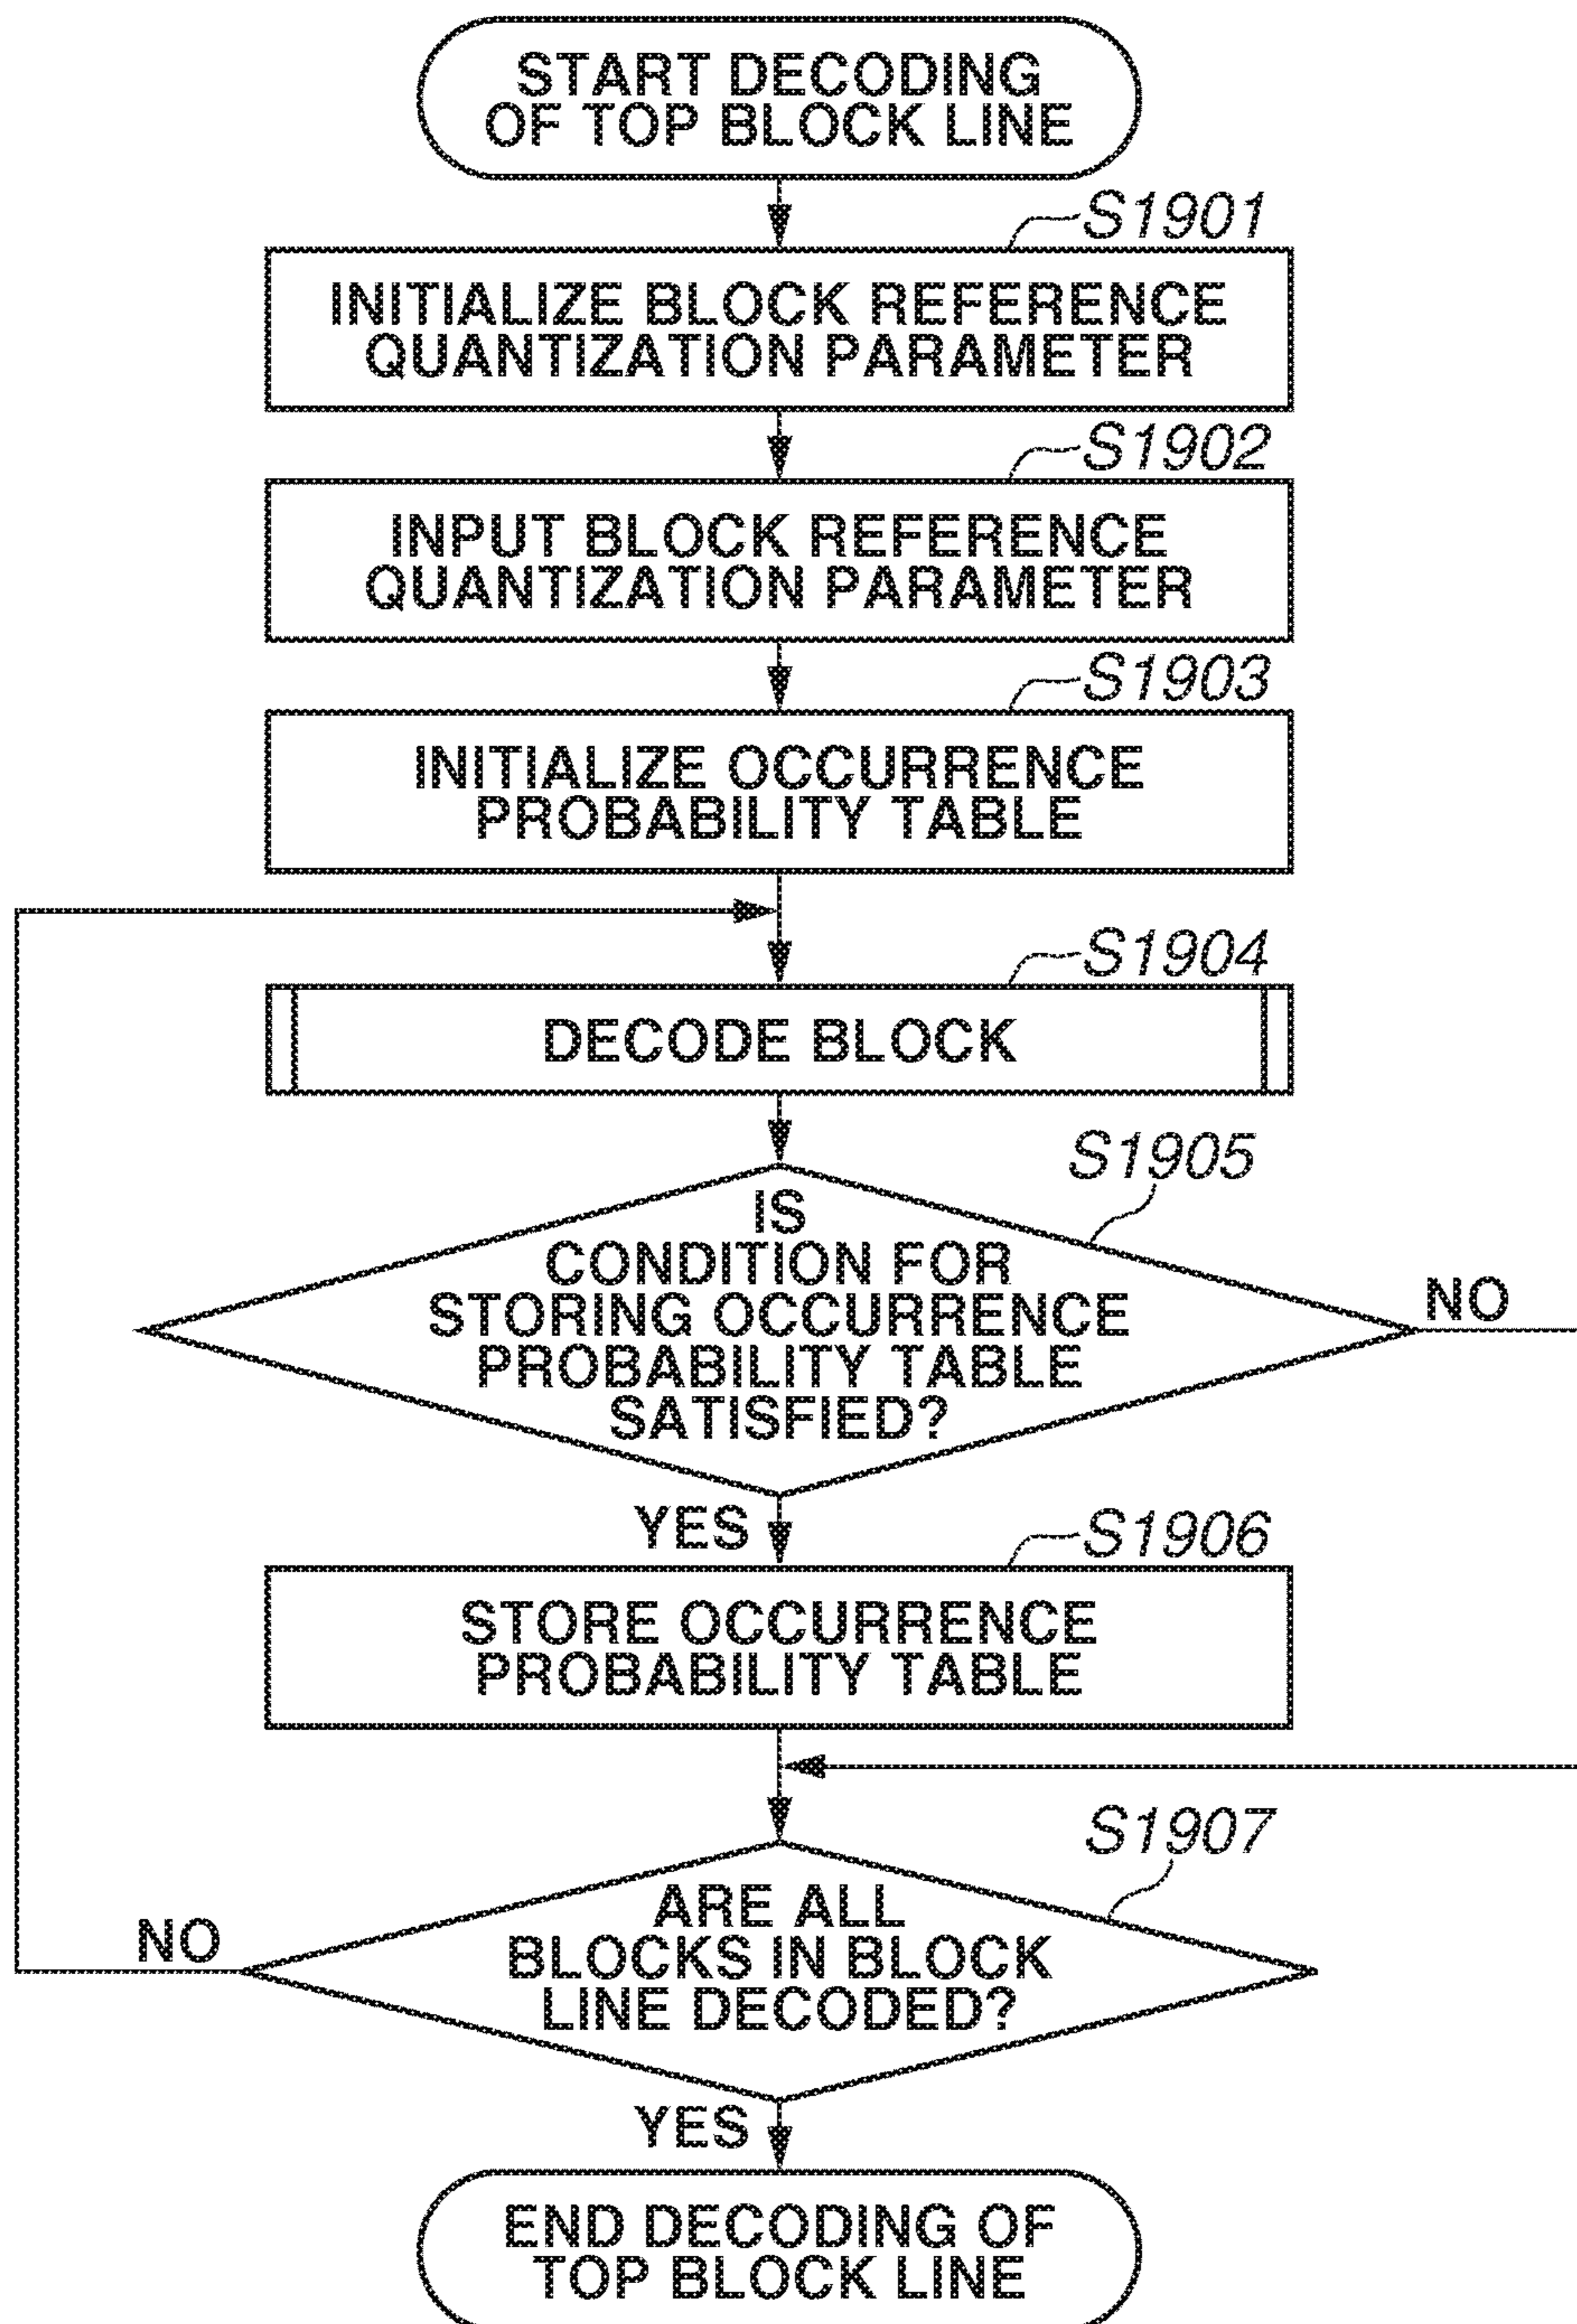 START DECODING
OF TOP BLOCK LINE
S1901
INITIALIZE BLOCK REFERENCE
QUANTIZATION PARAMETER
S1902
INPUT BLOCK REFERENCE
QUANTIZATION PARAMETER
S1903
INITIALIZE OCCURRENCE
PROBABILITY TABLE
S1904
DECODE BLOCK
S1905
IS
CONDITION FOR
STORING OCCURRENCE
PROBABILITY TABLE
SATISFIED?
NO
YES
S1906
STORE OCCURRENCE
PROBABILITY TABLE
S1907
ARE ALL
BLOCKS IN BLOCK
LINE DECODED?
NO
YES
END DECODING OF
TOP BLOCK LINE